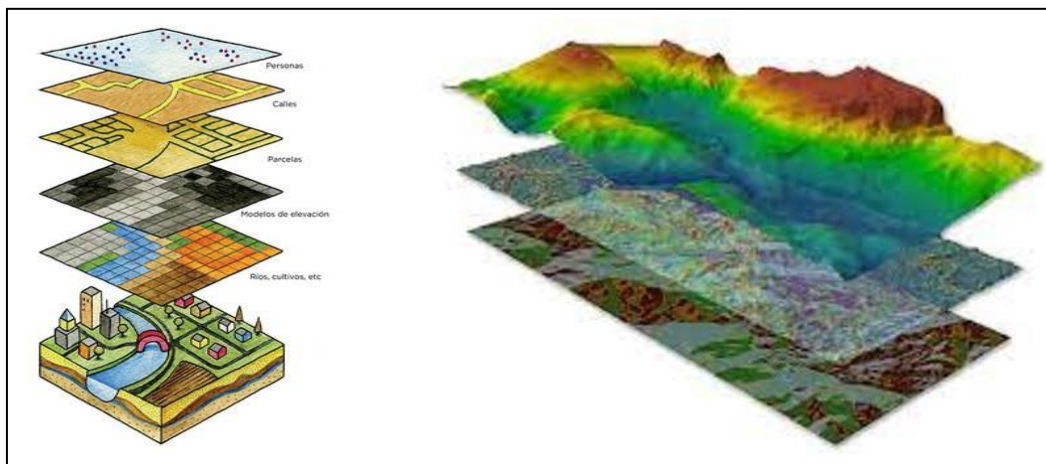 Personas
Calles
Parcelas
Modelos de elevación
Ríos, cultivos, etc